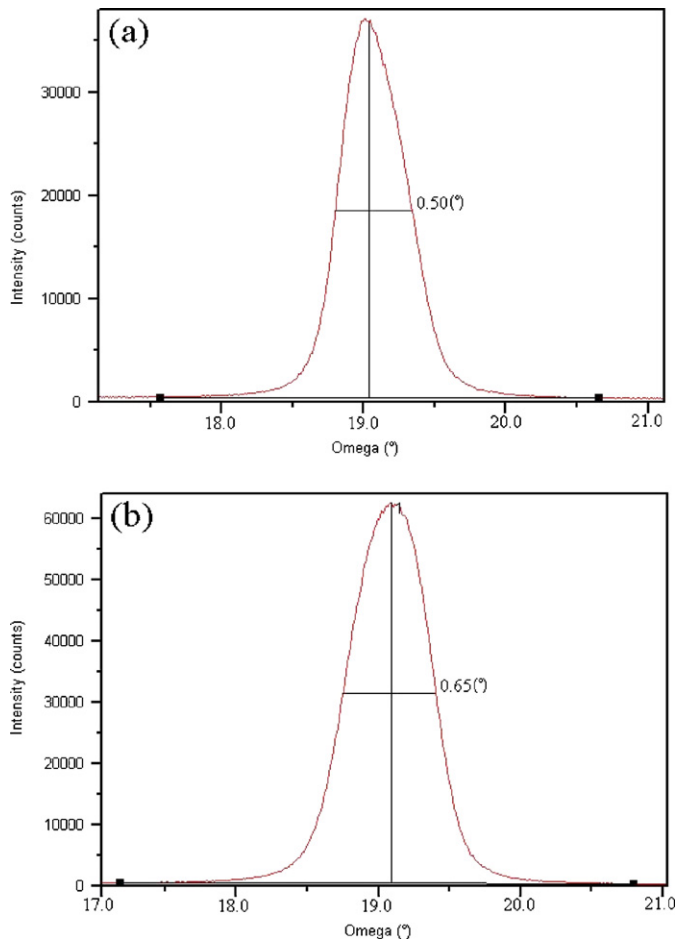 (a)
30000
20000
10000
0
Intensity (counts)
0.50(°)
18.0 19.0 20.0 21.0
Omega (°)
(b)
60000
50000
40000
30000
20000
10000
0
Intensity (counts)
0.65(°)
17.0 18.0 19.0 20.0 21.0
Omega (°)